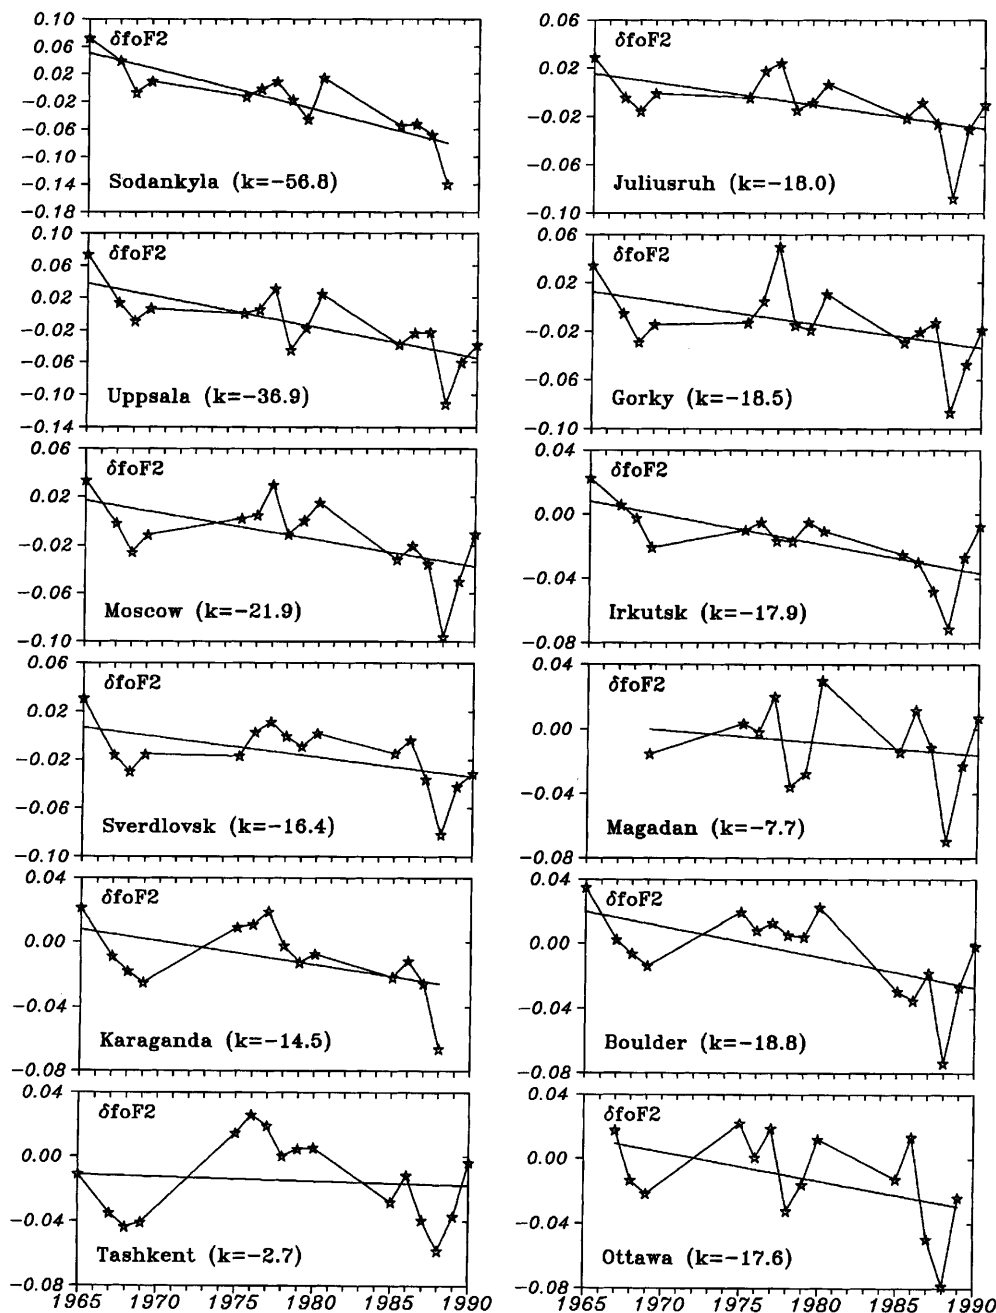 0.10
0.06
0.02
−0.02
−0.06
−0.10
−0.14
−0.18
δfoF2
Sodankyla (k=−56.8)
0.06
0.02
−0.02
−0.06
−0.10
δfoF2
Juliusruh (k=−18.0)
0.10
0.06
0.02
−0.02
−0.06
−0.10
−0.14
δfoF2
Uppsala (k=−36.9)
0.06
0.02
−0.02
−0.06
−0.10
δfoF2
Gorky (k=−18.5)
0.06
0.02
−0.02
−0.06
−0.10
δfoF2
Moscow (k=−21.9)
0.04
0.00
−0.04
−0.08
δfoF2
Irkutsk (k=−17.9)
0.06
0.02
−0.02
−0.06
−0.10
δfoF2
Sverdlovsk (k=−16.4)
0.04
0.00
−0.04
−0.08
δfoF2
Magadan (k=−7.7)
0.04
0.00
−0.04
−0.08
δfoF2
Karaganda (k=−14.5)
0.04
0.00
−0.04
−0.08
δfoF2
Boulder (k=−18.8)
0.04
0.00
−0.04
−0.08
δfoF2
Tashkent (k=−2.7)
1965 1970 1975 1980 1985 1990
0.04
0.00
−0.04
−0.08
δfoF2
Ottawa (k=−17.6)
1965 1970 1975 1980 1985 1990